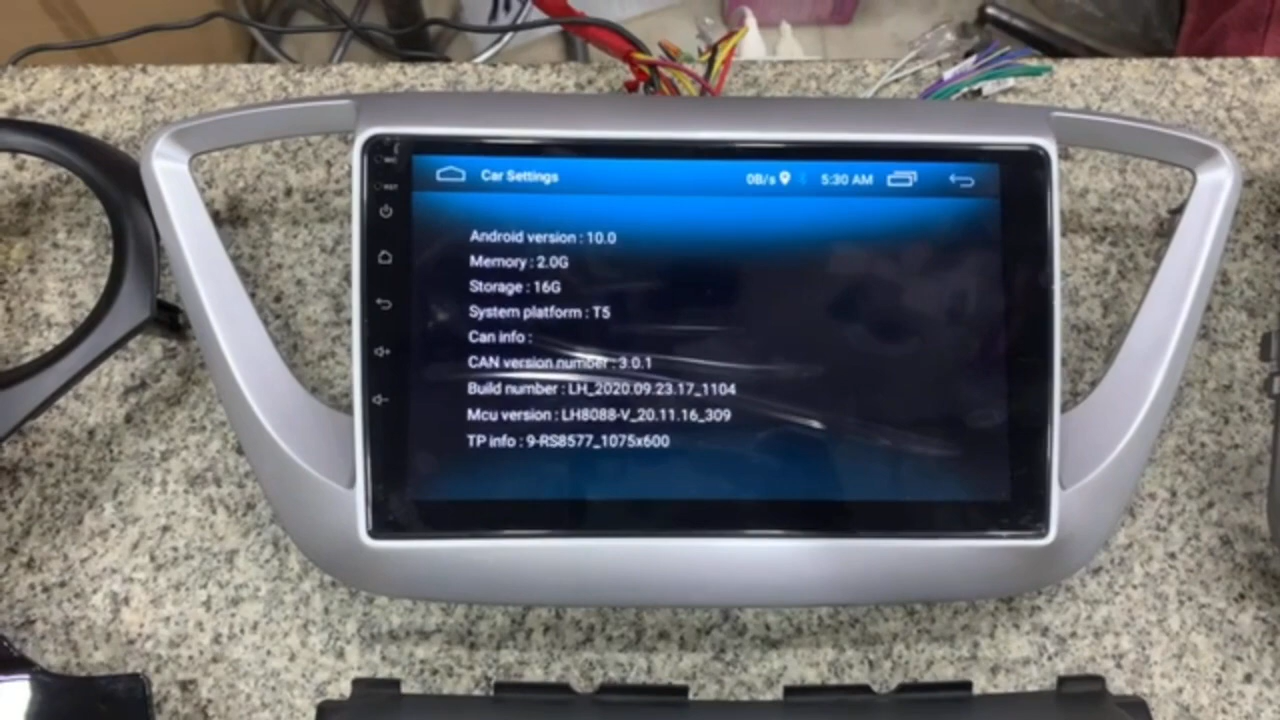 Car Settings 0B/s 5:30 AM
Android version : 10.0
Memory : 2.0G
Storage : 16G
System platform : T5
Can info :
CAN version number : 3.0.1
Build number : LH_2020.09.23.17_1104
Mcu version : LH8088-V_20.11.16_309
TP info : 9-RS8577_1075x600
RST